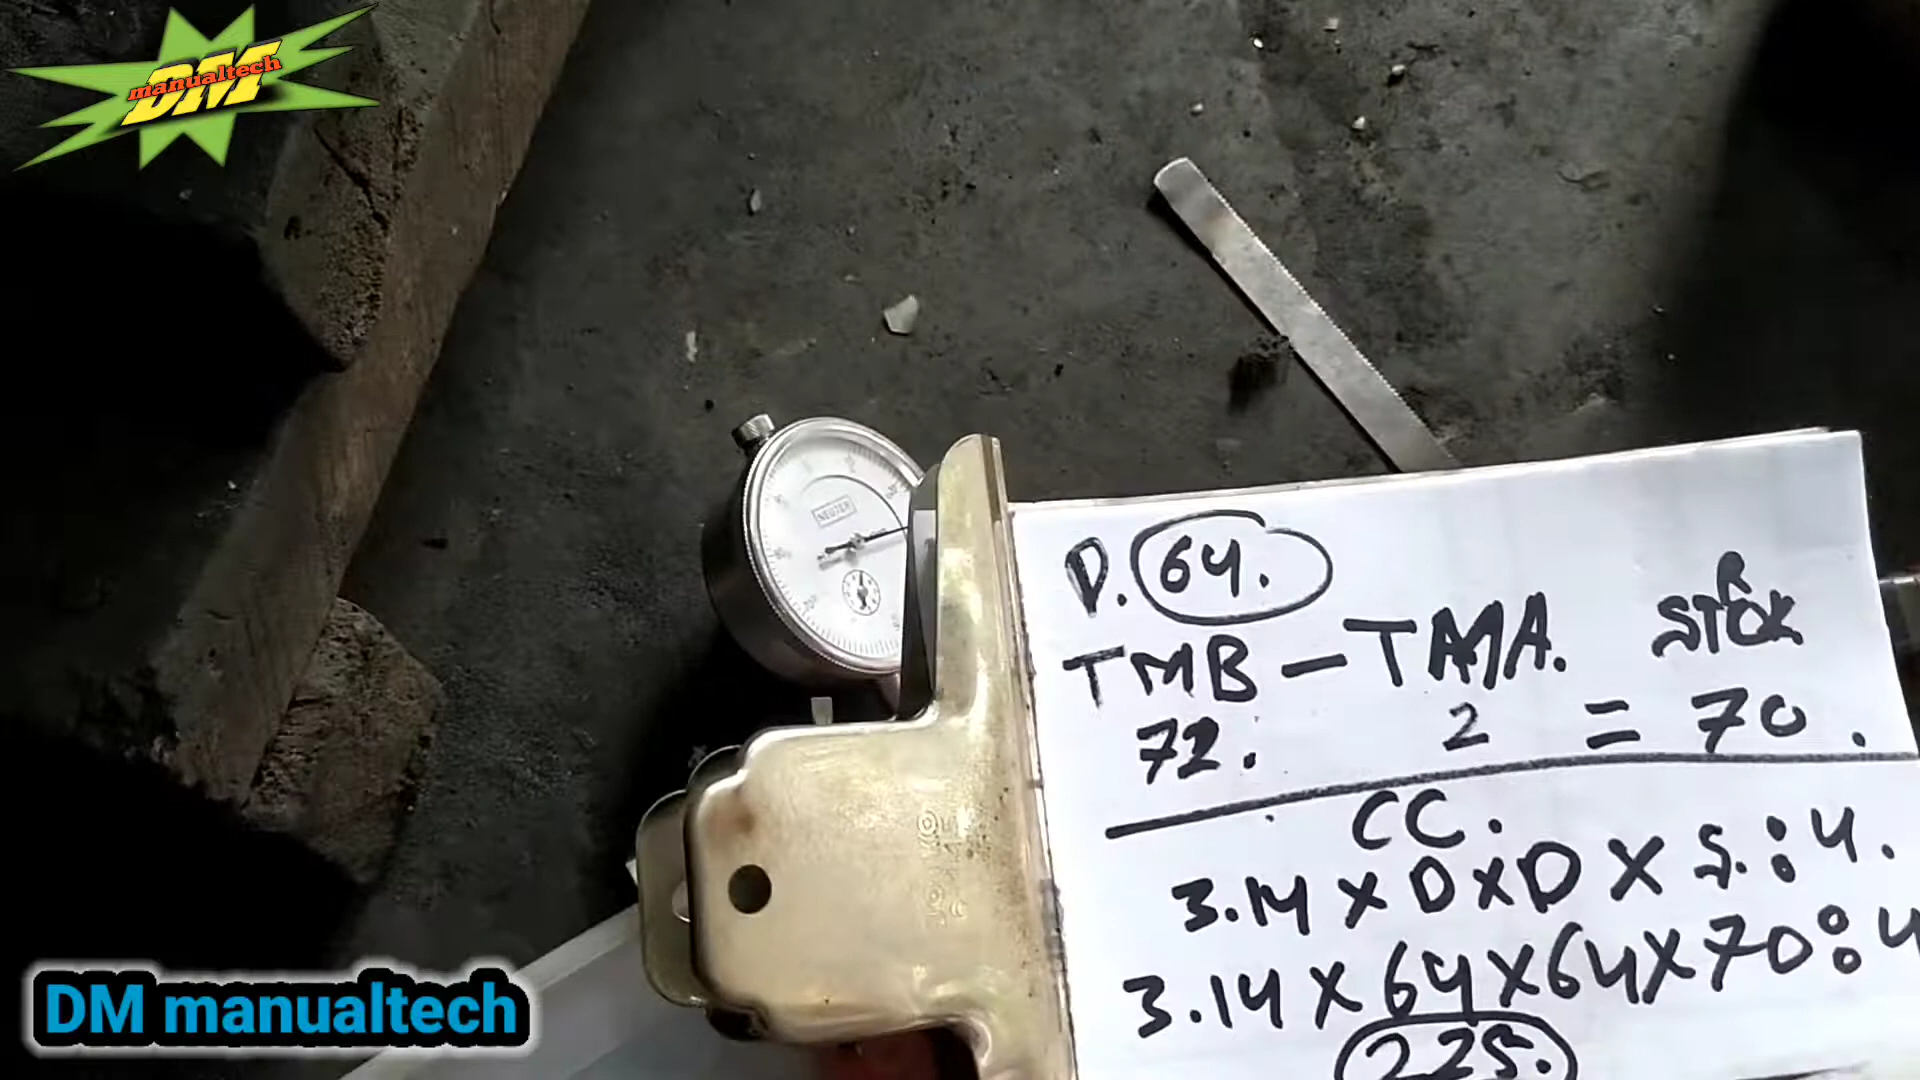 DM
manualtech
NEUTER
D. 64.
TMB – TMA. STROK
72. 2 = 70.
CC.
3.14 X D X D X S. : 4.
3.14 X 64 X 64 X 70 : 4
225.
DM manualtech